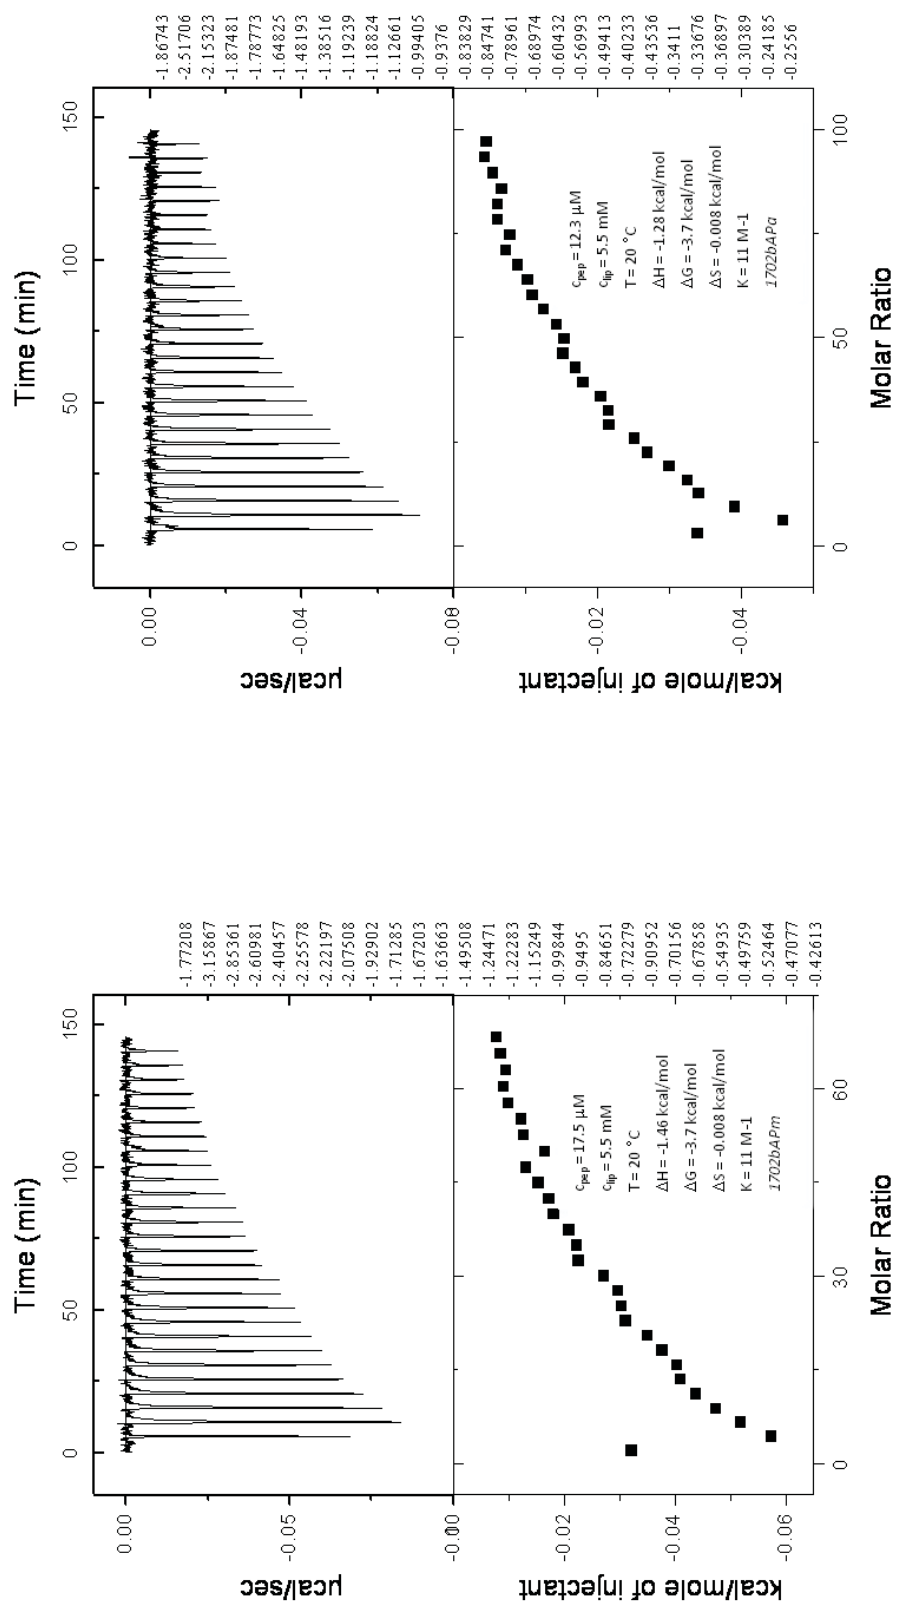 Time (min)
0 50 100 150
0.00
-0.05
µcal/sec
-0.02
-0.04
-0.06
kcal/mole of injectant
c_pep = 17.5 µM
c_lip = 5.5 mM
T = 20 °C
ΔH = -1.46 kcal/mol
ΔG = -3.7 kcal/mol
ΔS = -0.008 kcal/mol
K = 11 M-1
1702bAPm
0 30 60
Molar Ratio
-1.77208
-3.15867
-2.85361
-2.60981
-2.40457
-2.25578
-2.22197
-2.07508
-1.92902
-1.71285
-1.67203
-1.63663
-1.49508
-1.24471
-1.22283
-1.15249
-0.99844
-0.9495
-0.84651
-0.72279
-0.90952
-0.70156
-0.67858
-0.54935
-0.49759
-0.52464
-0.47077
-0.42613
Time (min)
0 50 100 150
0.00
-0.04
µcal/sec
-0.02
-0.04
kcal/mole of injectant
c_pep = 12.3 µM
c_lip = 5.5 mM
T = 20 °C
ΔH = -1.28 kcal/mol
ΔG = -3.7 kcal/mol
ΔS = -0.008 kcal/mol
K = 11 M-1
1702bAPa
0 50 100
Molar Ratio
-1.86743
-2.51706
-2.15323
-1.87481
-1.78773
-1.64825
-1.48193
-1.38516
-1.19239
-1.18824
-1.12661
-0.99405
-0.9376
-0.83829
-0.84741
-0.78961
-0.68974
-0.60432
-0.56993
-0.49413
-0.40233
-0.43536
-0.3411
-0.33676
-0.36897
-0.30389
-0.24185
-0.2556